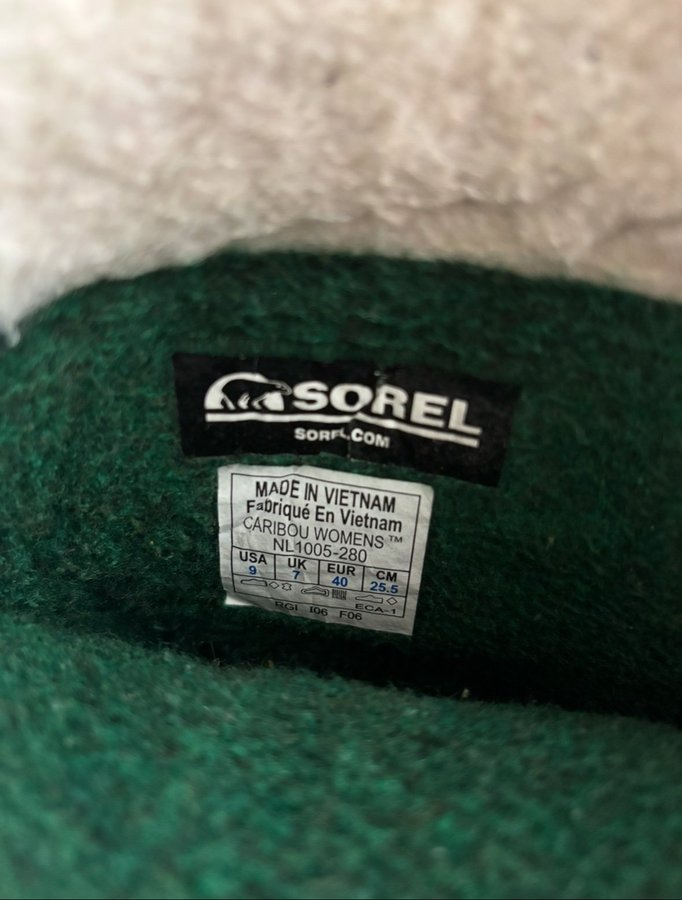 SOREL
SOREL.COM
MADE IN VIETNAM
Fabriqué En Vietnam
CARIBOU WOMENS™
NL1005-280
USA UK EUR CM
9 7 40 25.5
ECA-1
RGI I06 F06